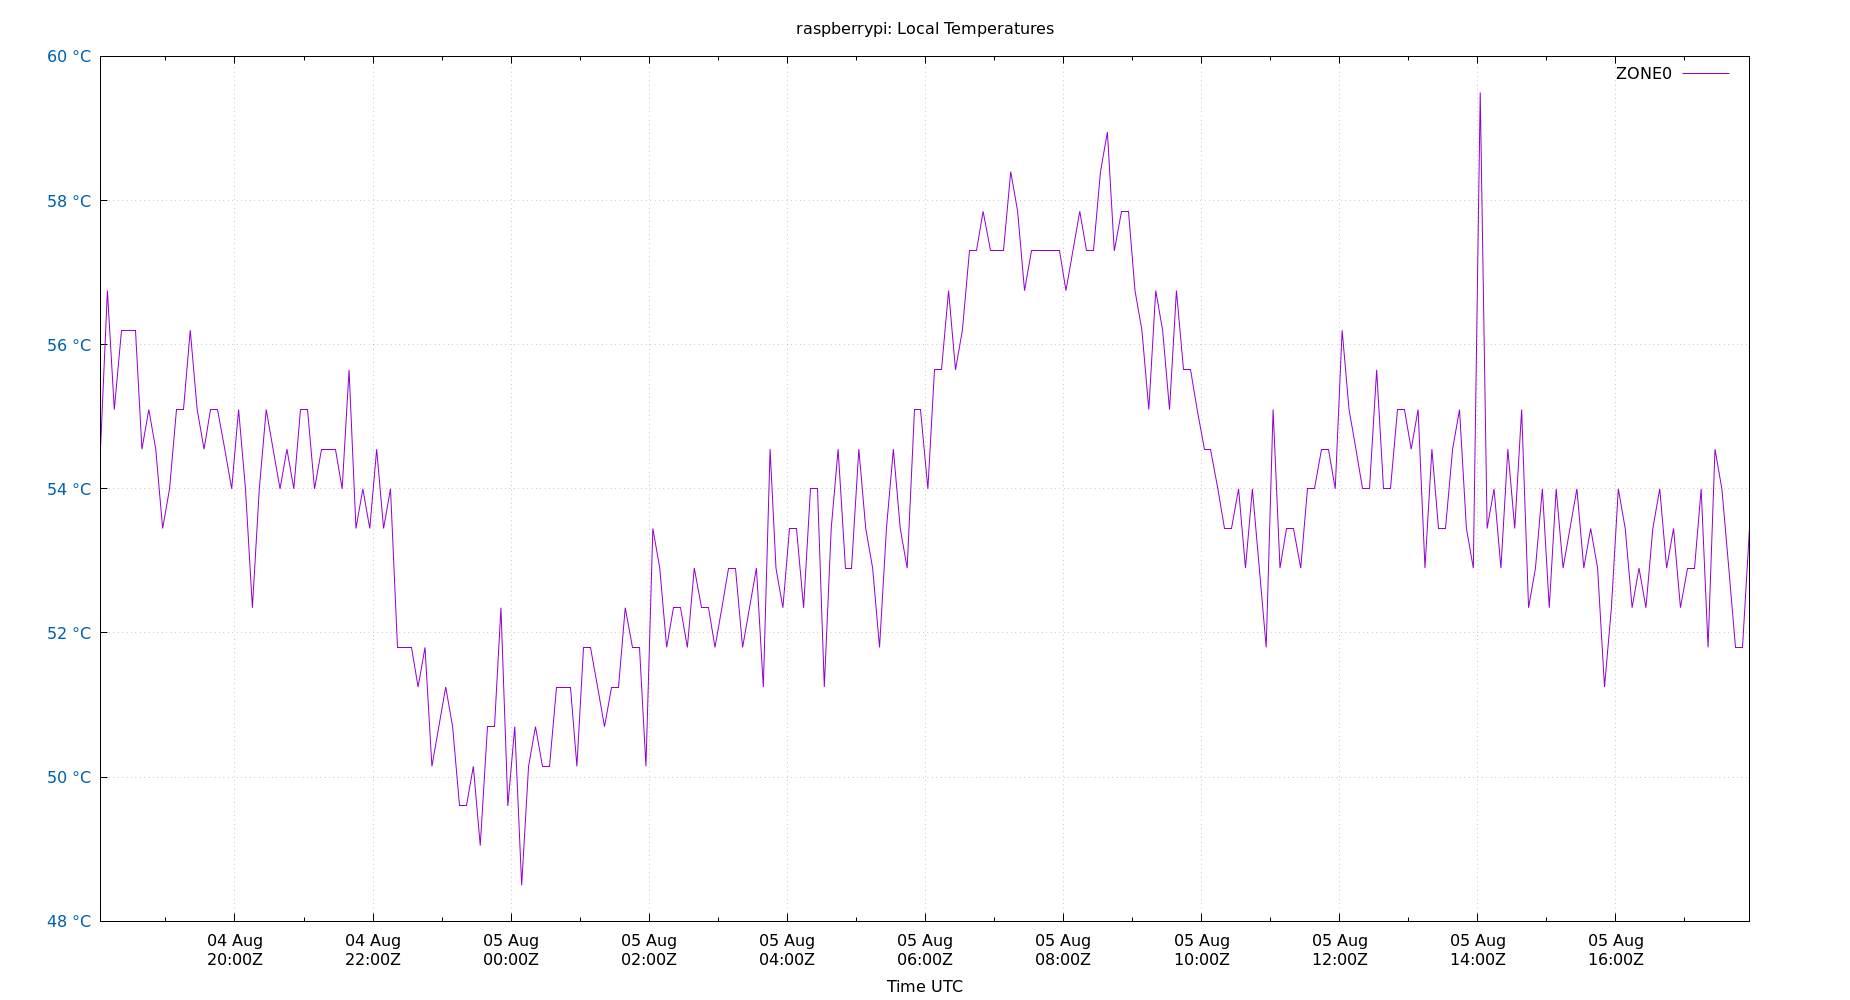 raspberrypi: Local Temperatures
ZONE0
60 °C
58 °C
56 °C
54 °C
52 °C
50 °C
48 °C
04 Aug 04 Aug 05 Aug 05 Aug 05 Aug 05 Aug 05 Aug 05 Aug 05 Aug 05 Aug 05 Aug
20:00Z 22:00Z 00:00Z 02:00Z 04:00Z 06:00Z 08:00Z 10:00Z 12:00Z 14:00Z 16:00Z
Time UTC